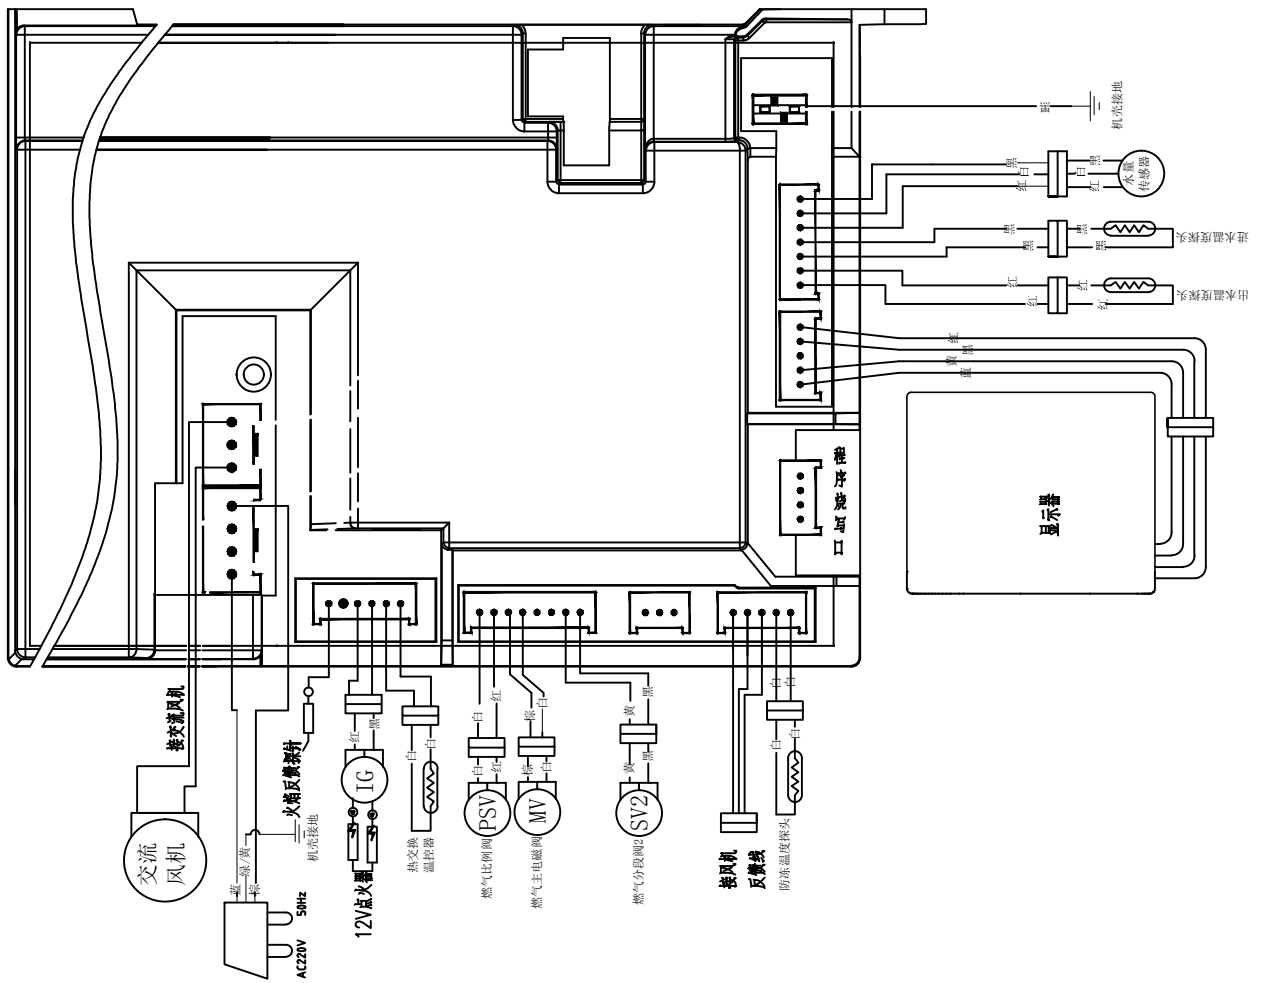 黑
机壳接地
黑
白
红
黑
白
红
水量
传感器
黑
黑
黑
黑
进水温度探头
红
红
红
红
出水温度探头
红
黑
黄
蓝
程序烧写口
显示器
接交流风机
交流
风机
蓝
绿/黄
棕
AC220V
50Hz
火焰反馈探针
机壳接地
红
黑
IG
12V点火器
白
白
热交换
温控器
白
红
白
红
PSV
燃气比例阀
棕
白
棕
白
MV
燃气主电磁阀
黄
黑
黄
黑
SV2
燃气分段阀2
接风机
反馈线
白
白
白
白
防冻温度探头